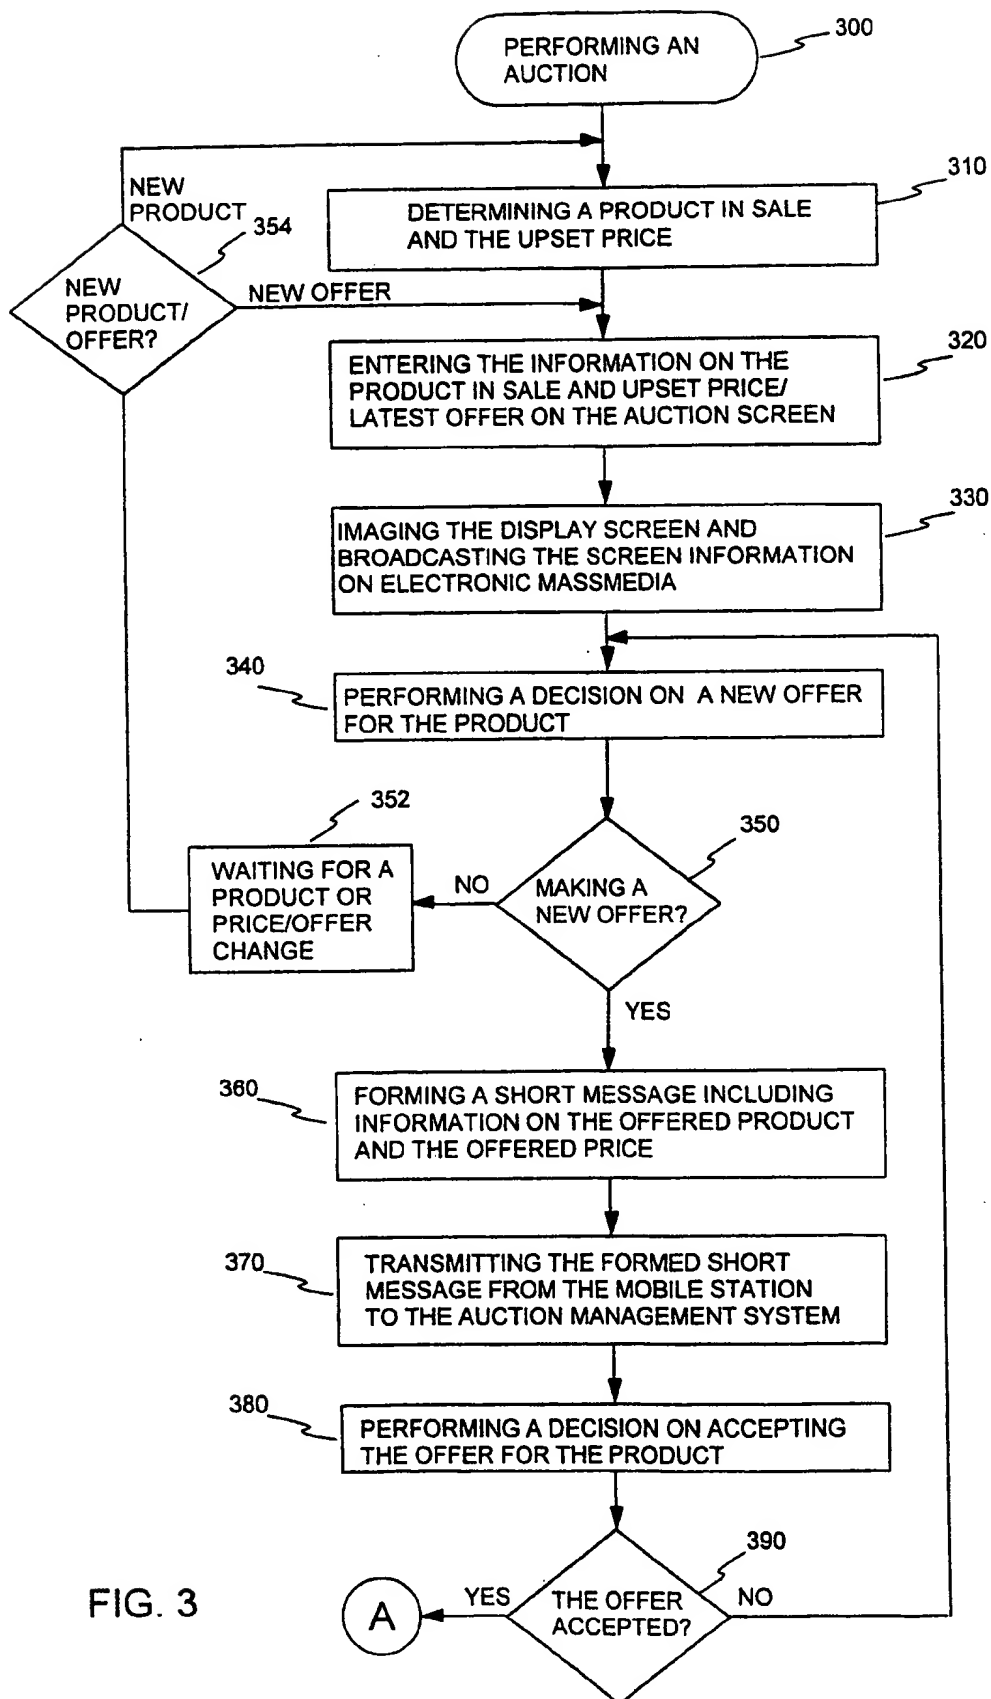 PERFORMING AN
AUCTION
300
NEW
PRODUCT
310
DETERMINING A PRODUCT IN SALE
AND THE UPSET PRICE
354
NEW
PRODUCT/
OFFER?
NEW OFFER
320
ENTERING THE INFORMATION ON THE
PRODUCT IN SALE AND UPSET PRICE/
LATEST OFFER ON THE AUCTION SCREEN
330
IMAGING THE DISPLAY SCREEN AND
BROADCASTING THE SCREEN INFORMATION
ON ELECTRONIC MASSMEDIA
340
PERFORMING A DECISION ON A NEW OFFER
FOR THE PRODUCT
352
WAITING FOR A
PRODUCT OR
PRICE/OFFER
CHANGE
NO
350
MAKING A
NEW OFFER?
YES
360
FORMING A SHORT MESSAGE INCLUDING
INFORMATION ON THE OFFERED PRODUCT
AND THE OFFERED PRICE
370
TRANSMITTING THE FORMED SHORT
MESSAGE FROM THE MOBILE STATION
TO THE AUCTION MANAGEMENT SYSTEM
380
PERFORMING A DECISION ON ACCEPTING
THE OFFER FOR THE PRODUCT
390
THE OFFER
ACCEPTED?
YES
NO
A
FIG. 3